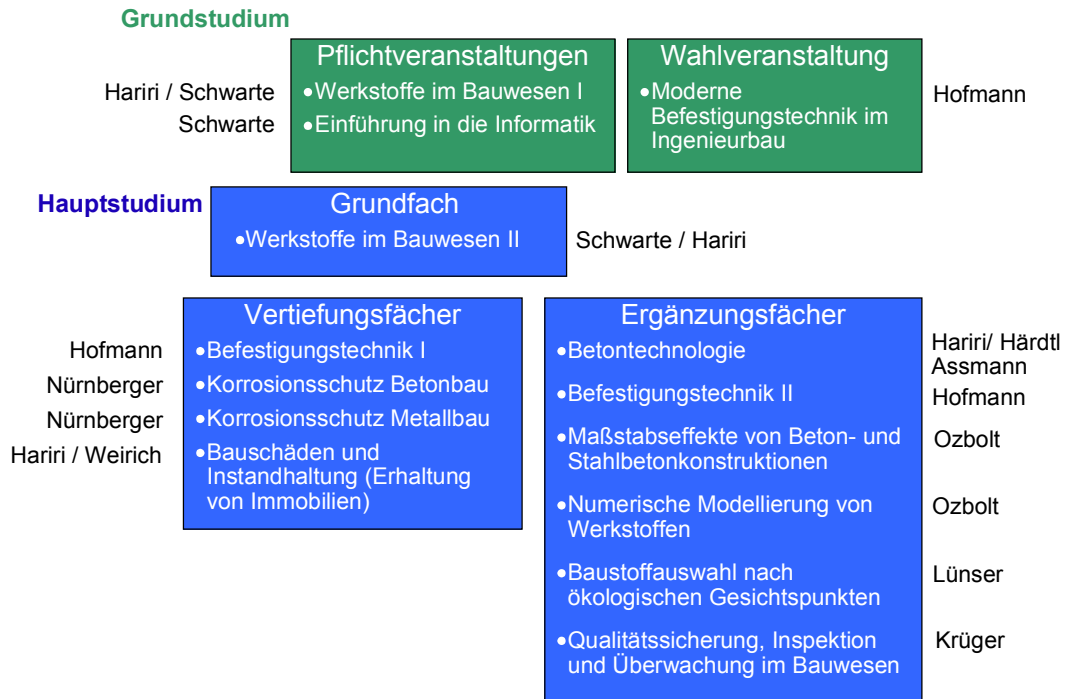 Grundstudium
Pflichtveranstaltungen
Hariri / Schwarte
•Werkstoffe im Bauwesen I
Schwarte
•Einführung in die Informatik
Wahlveranstaltung
•Moderne
Befestigungstechnik im
Ingenieurbau
Hofmann
Hauptstudium
Grundfach
•Werkstoffe im Bauwesen II
Schwarte / Hariri
Vertiefungsfächer
Hofmann
•Befestigungstechnik I
Nürnberger
•Korrosionsschutz Betonbau
Nürnberger
•Korrosionsschutz Metallbau
Hariri / Weirich
•Bauschäden und
Instandhaltung (Erhaltung
von Immobilien)
Ergänzungsfächer
•Betontechnologie
Hariri/ Härdtl
Assmann
•Befestigungstechnik II
Hofmann
•Maßstabseffekte von Beton- und
Stahlbetonkonstruktionen
Ozbolt
•Numerische Modellierung von
Werkstoffen
Ozbolt
•Baustoffauswahl nach
ökologischen Gesichtspunkten
Lünser
•Qualitätssicherung, Inspektion
und Überwachung im Bauwesen
Krüger